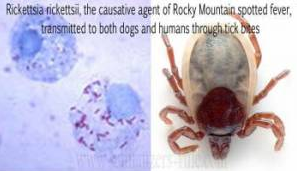 Rickettsia rickettsii, the causative agent of Rocky Mountain spotted fever,
transmitted to both dogs and humans through tick bites